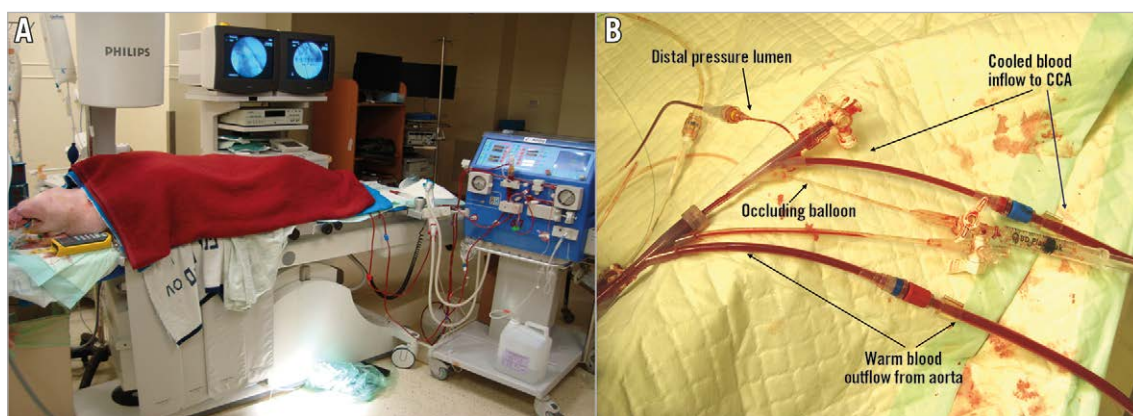 A
PHILIPS
B
Distal pressure lumen
Cooled blood
inflow to CCA
Occluding balloon
Warm blood
outflow from aorta